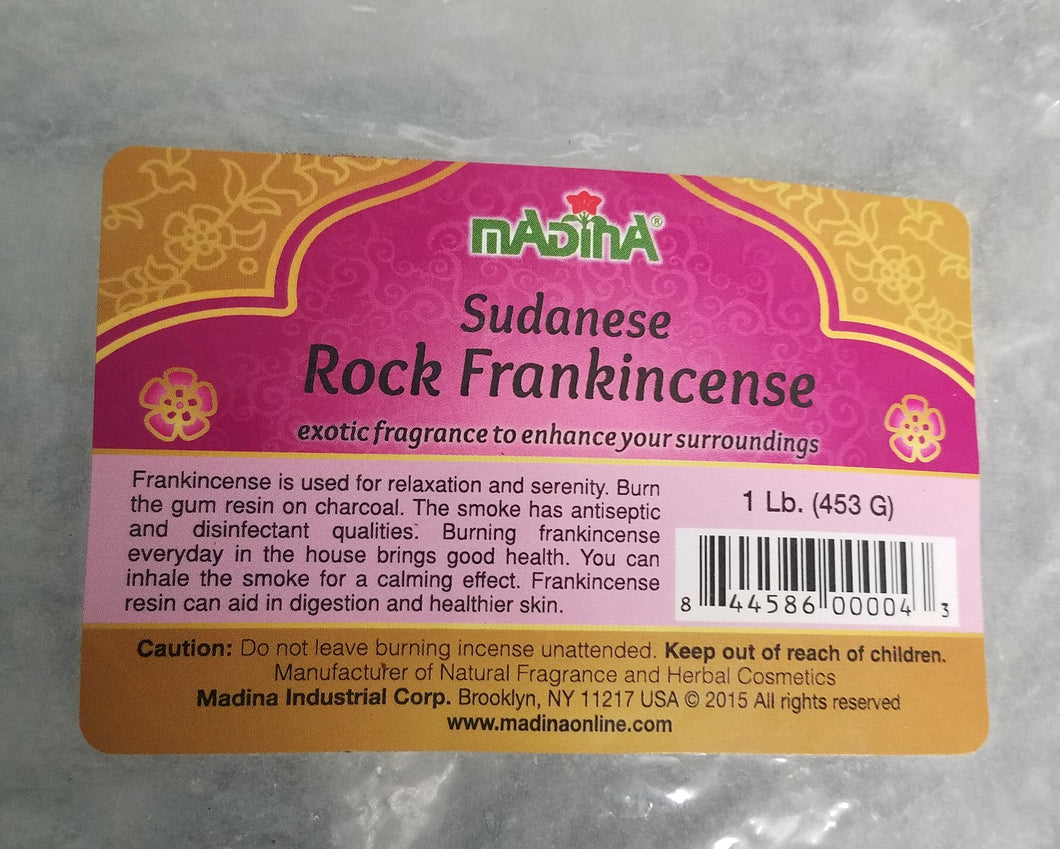 MADINA®
Sudanese
Rock Frankincense
exotic fragrance to enhance your surroundings
Frankincense is used for relaxation and serenity. Burn
the gum resin on charcoal. The smoke has antiseptic
and disinfectant qualities. Burning frankincense
everyday in the house brings good health. You can
inhale the smoke for a calming effect. Frankincense
resin can aid in digestion and healthier skin.
1 Lb. (453 G)
8 44586 00004 3
Caution: Do not leave burning incense unattended. Keep out of reach of children.
Manufacturer of Natural Fragrance and Herbal Cosmetics
Madina Industrial Corp. Brooklyn, NY 11217 USA © 2015 All rights reserved
www.madinaonline.com